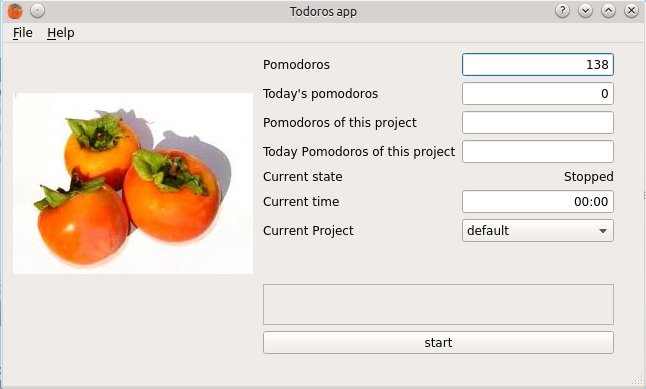 Todoros app
File Help
Pomodoros 138
Today's pomodoros 0
Pomodoros of this project
Today Pomodoros of this project
Current state Stopped
Current time 00:00
Current Project default
start